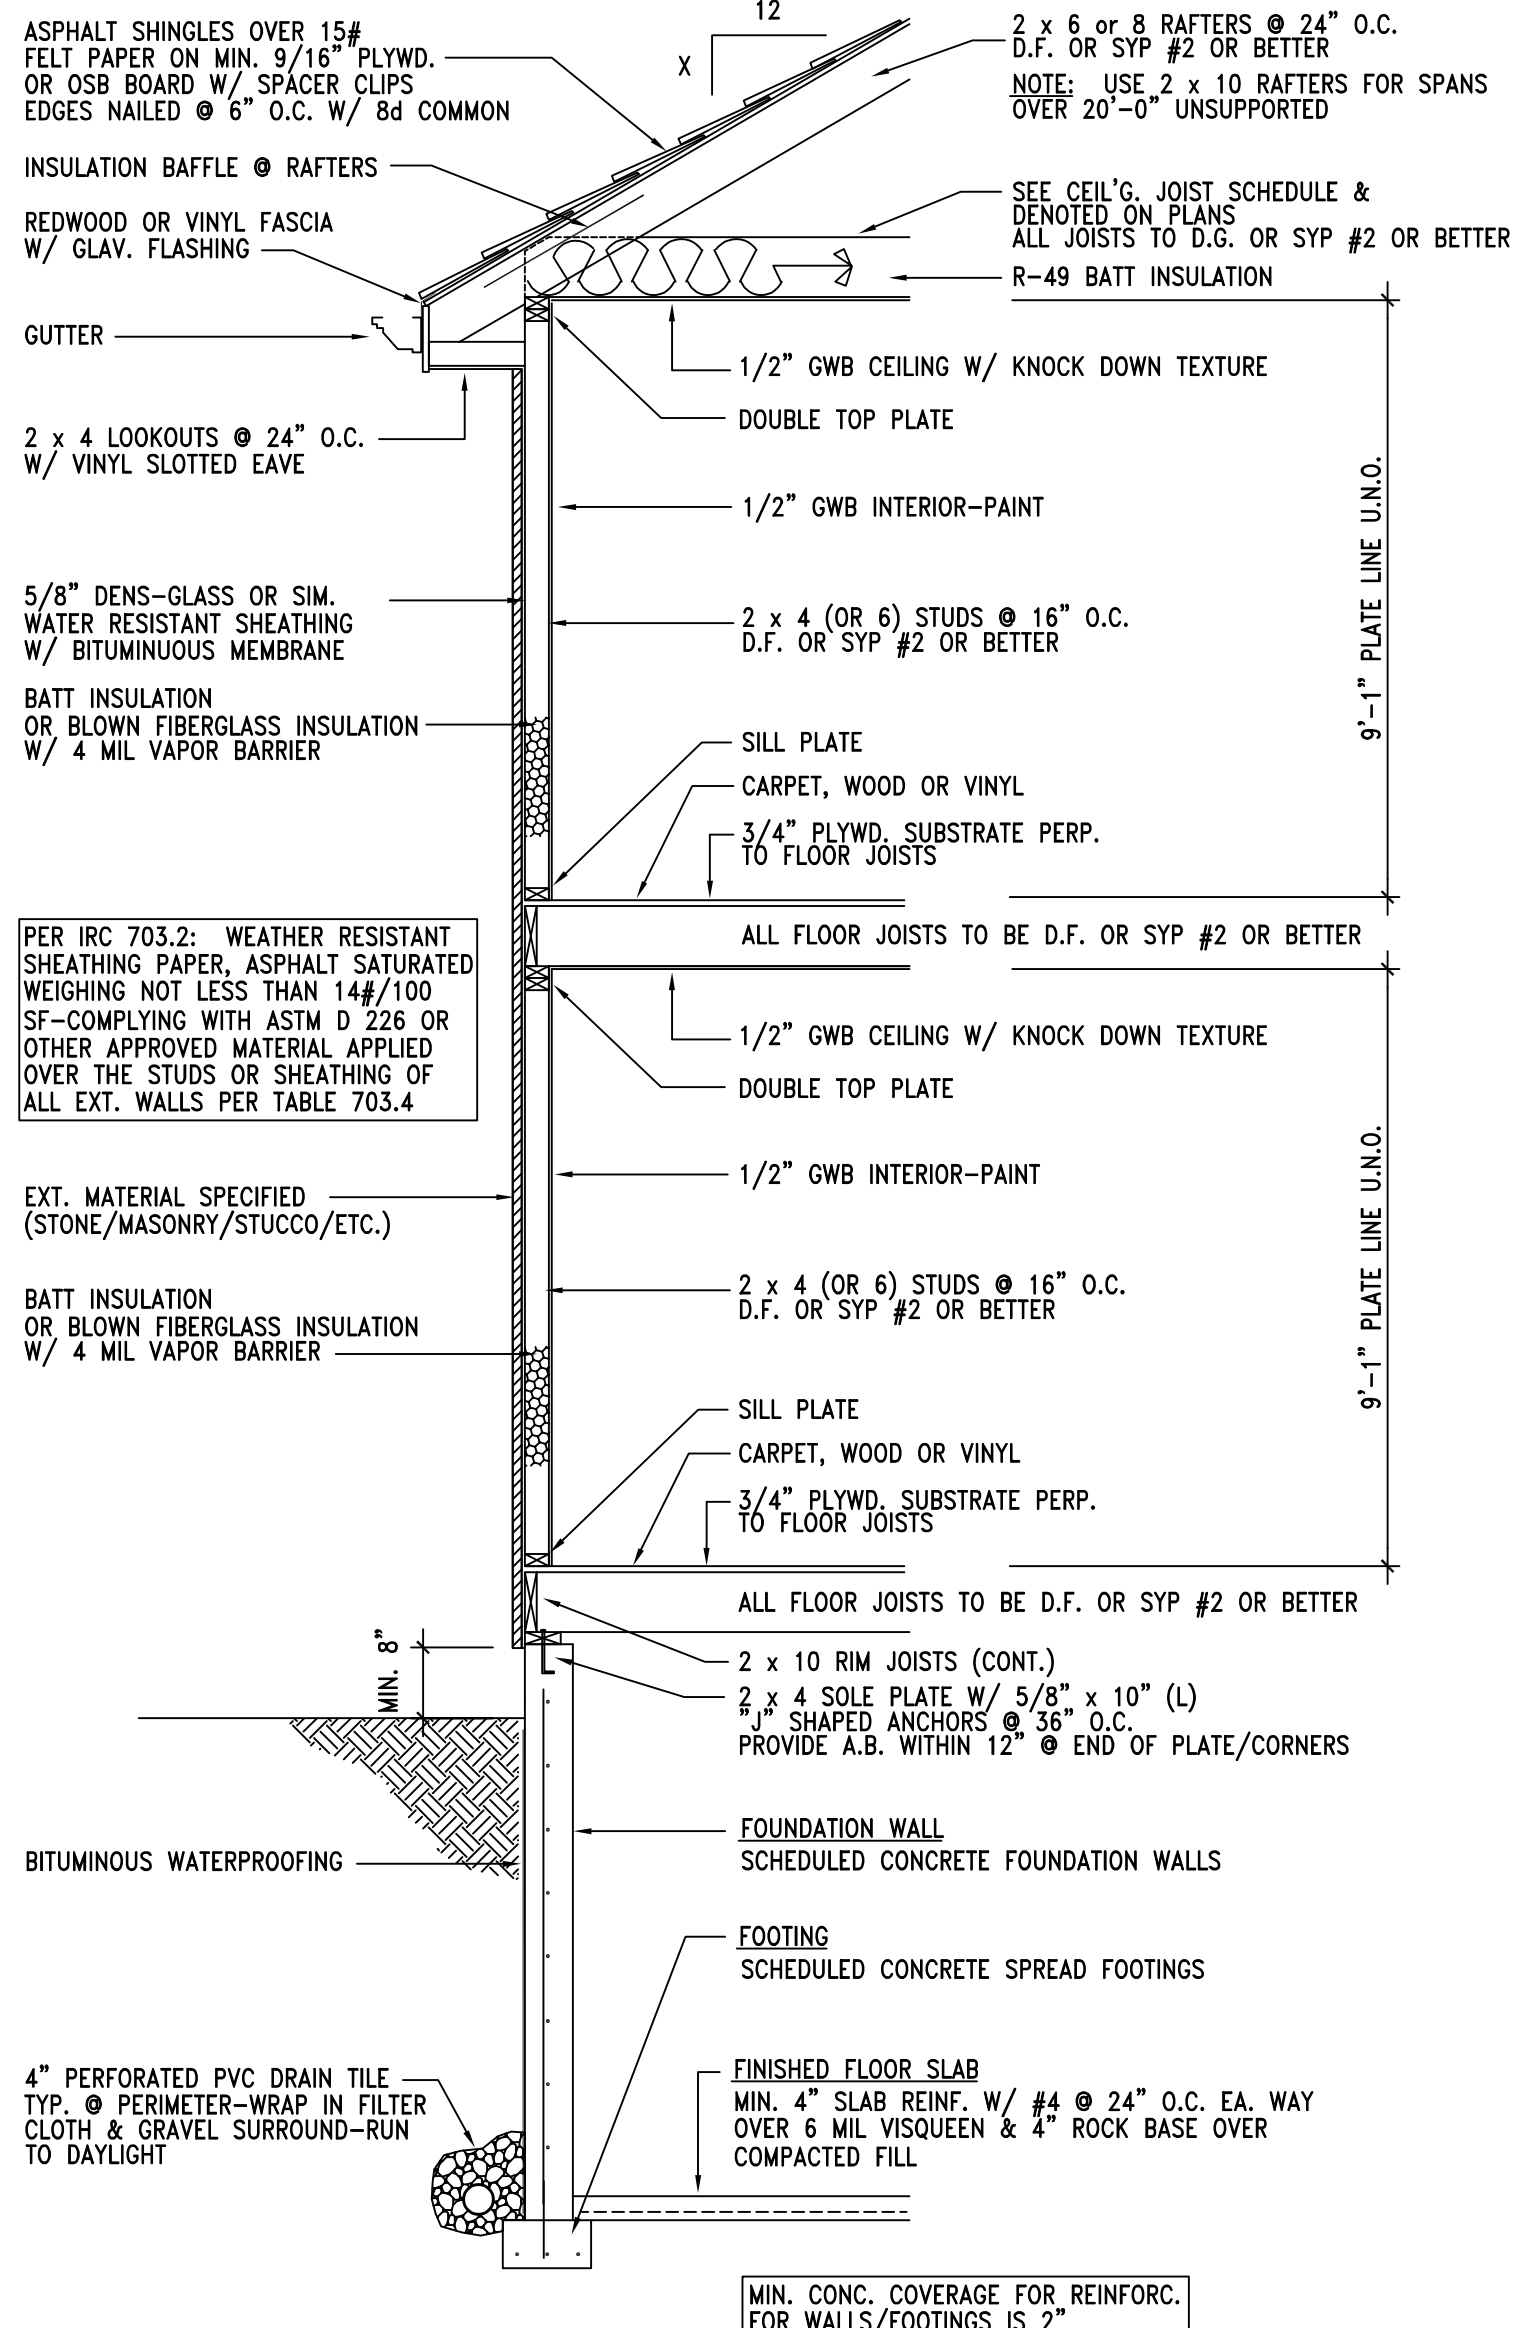 ASPHALT SHINGLES OVER 15#
FELT PAPER ON MIN. 9/16" PLYWD.
OR OSB BOARD W/ SPACER CLIPS
EDGES NAILED @ 6" O.C. W/ 8d COMMON
12
X
2 x 6 or 8 RAFTERS @ 24" O.C.
D.F. OR SYP #2 OR BETTER
NOTE: USE 2 x 10 RAFTERS FOR SPANS
OVER 20'-0" UNSUPPORTED
INSULATION BAFFLE @ RAFTERS
REDWOOD OR VINYL FASCIA
W/ GLAV. FLASHING
SEE CEIL'G. JOIST SCHEDULE &
DENOTED ON PLANS
ALL JOISTS TO D.G. OR SYP #2 OR BETTER
R-49 BATT INSULATION
GUTTER
1/2" GWB CEILING W/ KNOCK DOWN TEXTURE
DOUBLE TOP PLATE
2 x 4 LOOKOUTS @ 24" O.C.
W/ VINYL SLOTTED EAVE
1/2" GWB INTERIOR-PAINT
9'-1" PLATE LINE U.N.O.
5/8" DENS-GLASS OR SIM.
WATER RESISTANT SHEATHING
W/ BITUMINUOUS MEMBRANE
2 x 4 (OR 6) STUDS @ 16" O.C.
D.F. OR SYP #2 OR BETTER
BATT INSULATION
OR BLOWN FIBERGLASS INSULATION
W/ 4 MIL VAPOR BARRIER
SILL PLATE
CARPET, WOOD OR VINYL
3/4" PLYWD. SUBSTRATE PERP.
TO FLOOR JOISTS
ALL FLOOR JOISTS TO BE D.F. OR SYP #2 OR BETTER
PER IRC 703.2: WEATHER RESISTANT
SHEATHING PAPER, ASPHALT SATURATED
WEIGHING NOT LESS THAN 14#/100
SF-COMPLYING WITH ASTM D 226 OR
OTHER APPROVED MATERIAL APPLIED
OVER THE STUDS OR SHEATHING OF
ALL EXT. WALLS PER TABLE 703.4
1/2" GWB CEILING W/ KNOCK DOWN TEXTURE
DOUBLE TOP PLATE
1/2" GWB INTERIOR-PAINT
9'-1" PLATE LINE U.N.O.
EXT. MATERIAL SPECIFIED
(STONE/MASONRY/STUCCO/ETC.)
2 x 4 (OR 6) STUDS @ 16" O.C.
D.F. OR SYP #2 OR BETTER
BATT INSULATION
OR BLOWN FIBERGLASS INSULATION
W/ 4 MIL VAPOR BARRIER
SILL PLATE
CARPET, WOOD OR VINYL
3/4" PLYWD. SUBSTRATE PERP.
TO FLOOR JOISTS
ALL FLOOR JOISTS TO BE D.F. OR SYP #2 OR BETTER
MIN. 8"
2 x 10 RIM JOISTS (CONT.)
2 x 4 SOLE PLATE W/ 5/8" x 10" (L)
"J" SHAPED ANCHORS @ 36" O.C.
PROVIDE A.B. WITHIN 12" @ END OF PLATE/CORNERS
FOUNDATION WALL
SCHEDULED CONCRETE FOUNDATION WALLS
BITUMINOUS WATERPROOFING
FOOTING
SCHEDULED CONCRETE SPREAD FOOTINGS
4" PERFORATED PVC DRAIN TILE
TYP. @ PERIMETER-WRAP IN FILTER
CLOTH & GRAVEL SURROUND-RUN
TO DAYLIGHT
FINISHED FLOOR SLAB
MIN. 4" SLAB REINF. W/ #4 @ 24" O.C. EA. WAY
OVER 6 MIL VISQUEEN & 4" ROCK BASE OVER
COMPACTED FILL
MIN. CONC. COVERAGE FOR REINFORC.
FOR WALLS/FOOTINGS IS 2"